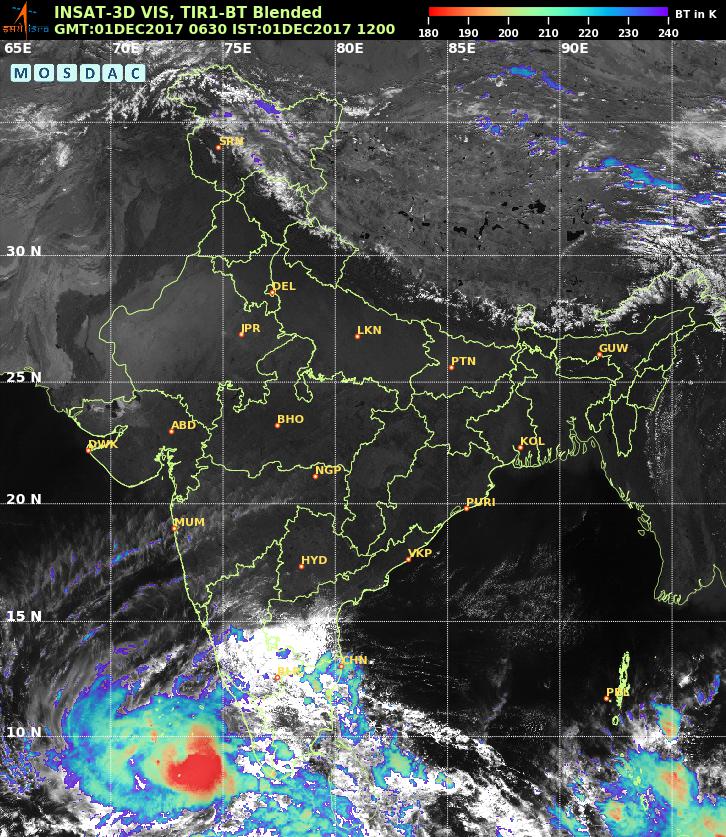 INSAT-3D VIS, TIR1-BT Blended
GMT:01DEC2017 0630 IST:01DEC2017 1200
BT in K
180 190 200 210 220 230 240
65E 70E 75E 80E 85E 90E
MOSDAC
SRN
30 N
DEL
JPR LKN
GUW
PTN
25 N
ABD BHO
DWK KOL
NGP
20 N PURI
MUM
HYD VKP
15 N
CHN
PBL
10 N